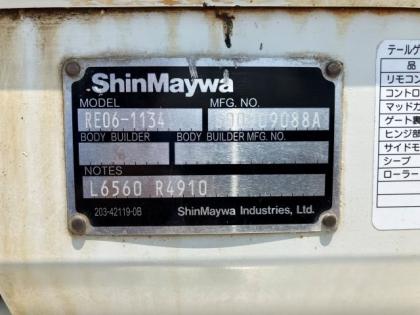 ShinMaywa
MODEL MFG. NO.
RE06-1134
BODY BUILDER BODY BUILDER MFG. NO.
NOTES
L6560 R4910
203-42119-0B ShinMaywa Industries, Ltd.
テールゲ
品
リモコン
コントロ
マッドガ
ゲート裏
ヒンジ部
サイドモ
シープ
ローラー